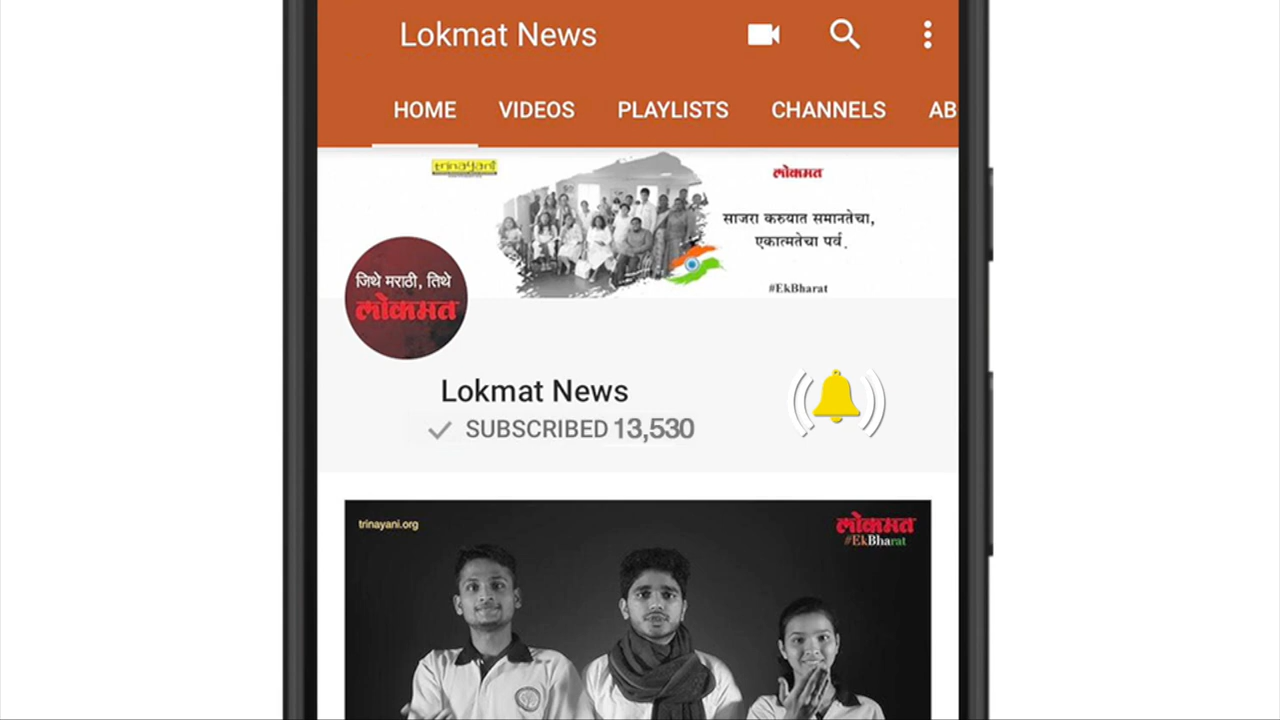 Lokmat News
HOME VIDEOS PLAYLISTS CHANNELS AB
trinayani
लोकमत
साजरा करुयात समानतेचा,
एकात्मतेचा पर्व.
#EkBharat
जिथे मराठी, तिथे
लोकमत
Lokmat News
SUBSCRIBED 13,530
trinayani.org
लोकमत
#EkBharat